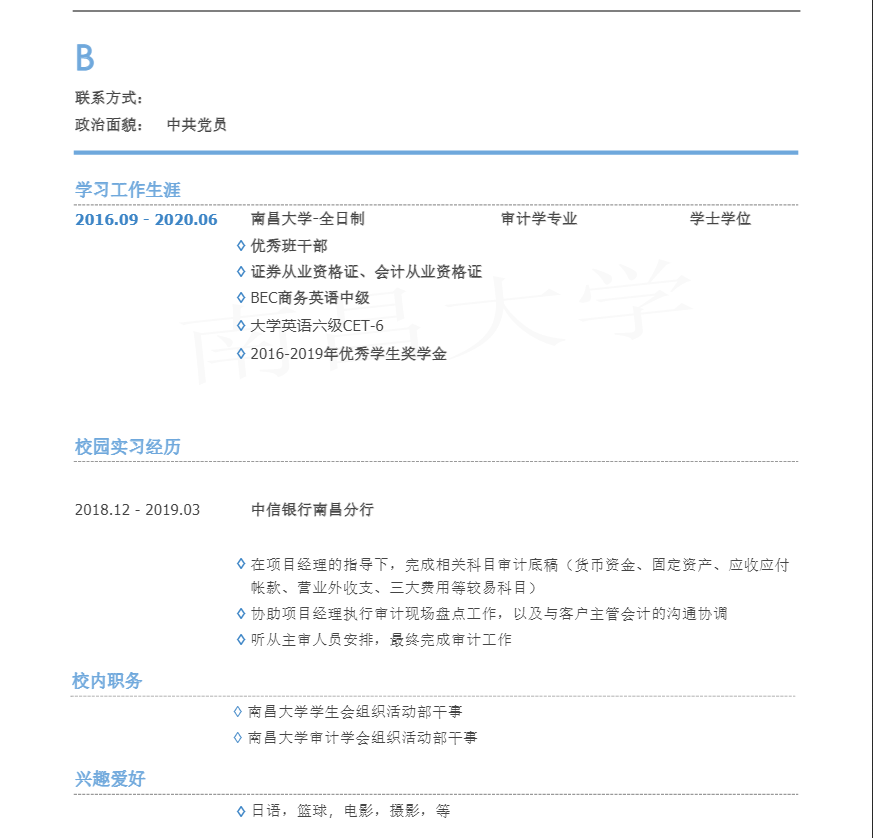 B
联系方式：
政治面貌： 中共党员
学习工作生涯
2016.09 - 2020.06 南昌大学-全日制 审计学专业 学士学位
◇ 优秀班干部
◇ 证券从业资格证、会计从业资格证
◇ BEC商务英语中级
◇ 大学英语六级CET-6
◇ 2016-2019年优秀学生奖学金
南昌大学
校园实习经历
2018.12 - 2019.03 中信银行南昌分行
◇ 在项目经理的指导下，完成相关科目审计底稿（货币资金、固定资产、应收应付
帐款、营业外收支、三大费用等较易科目）
◇ 协助项目经理执行审计现场盘点工作，以及与客户主管会计的沟通协调
◇ 听从主审人员安排，最终完成审计工作
校内职务
◇ 南昌大学学生会组织活动部干事
◇ 南昌大学审计学会组织活动部干事
兴趣爱好
◇ 日语，篮球，电影，摄影，等